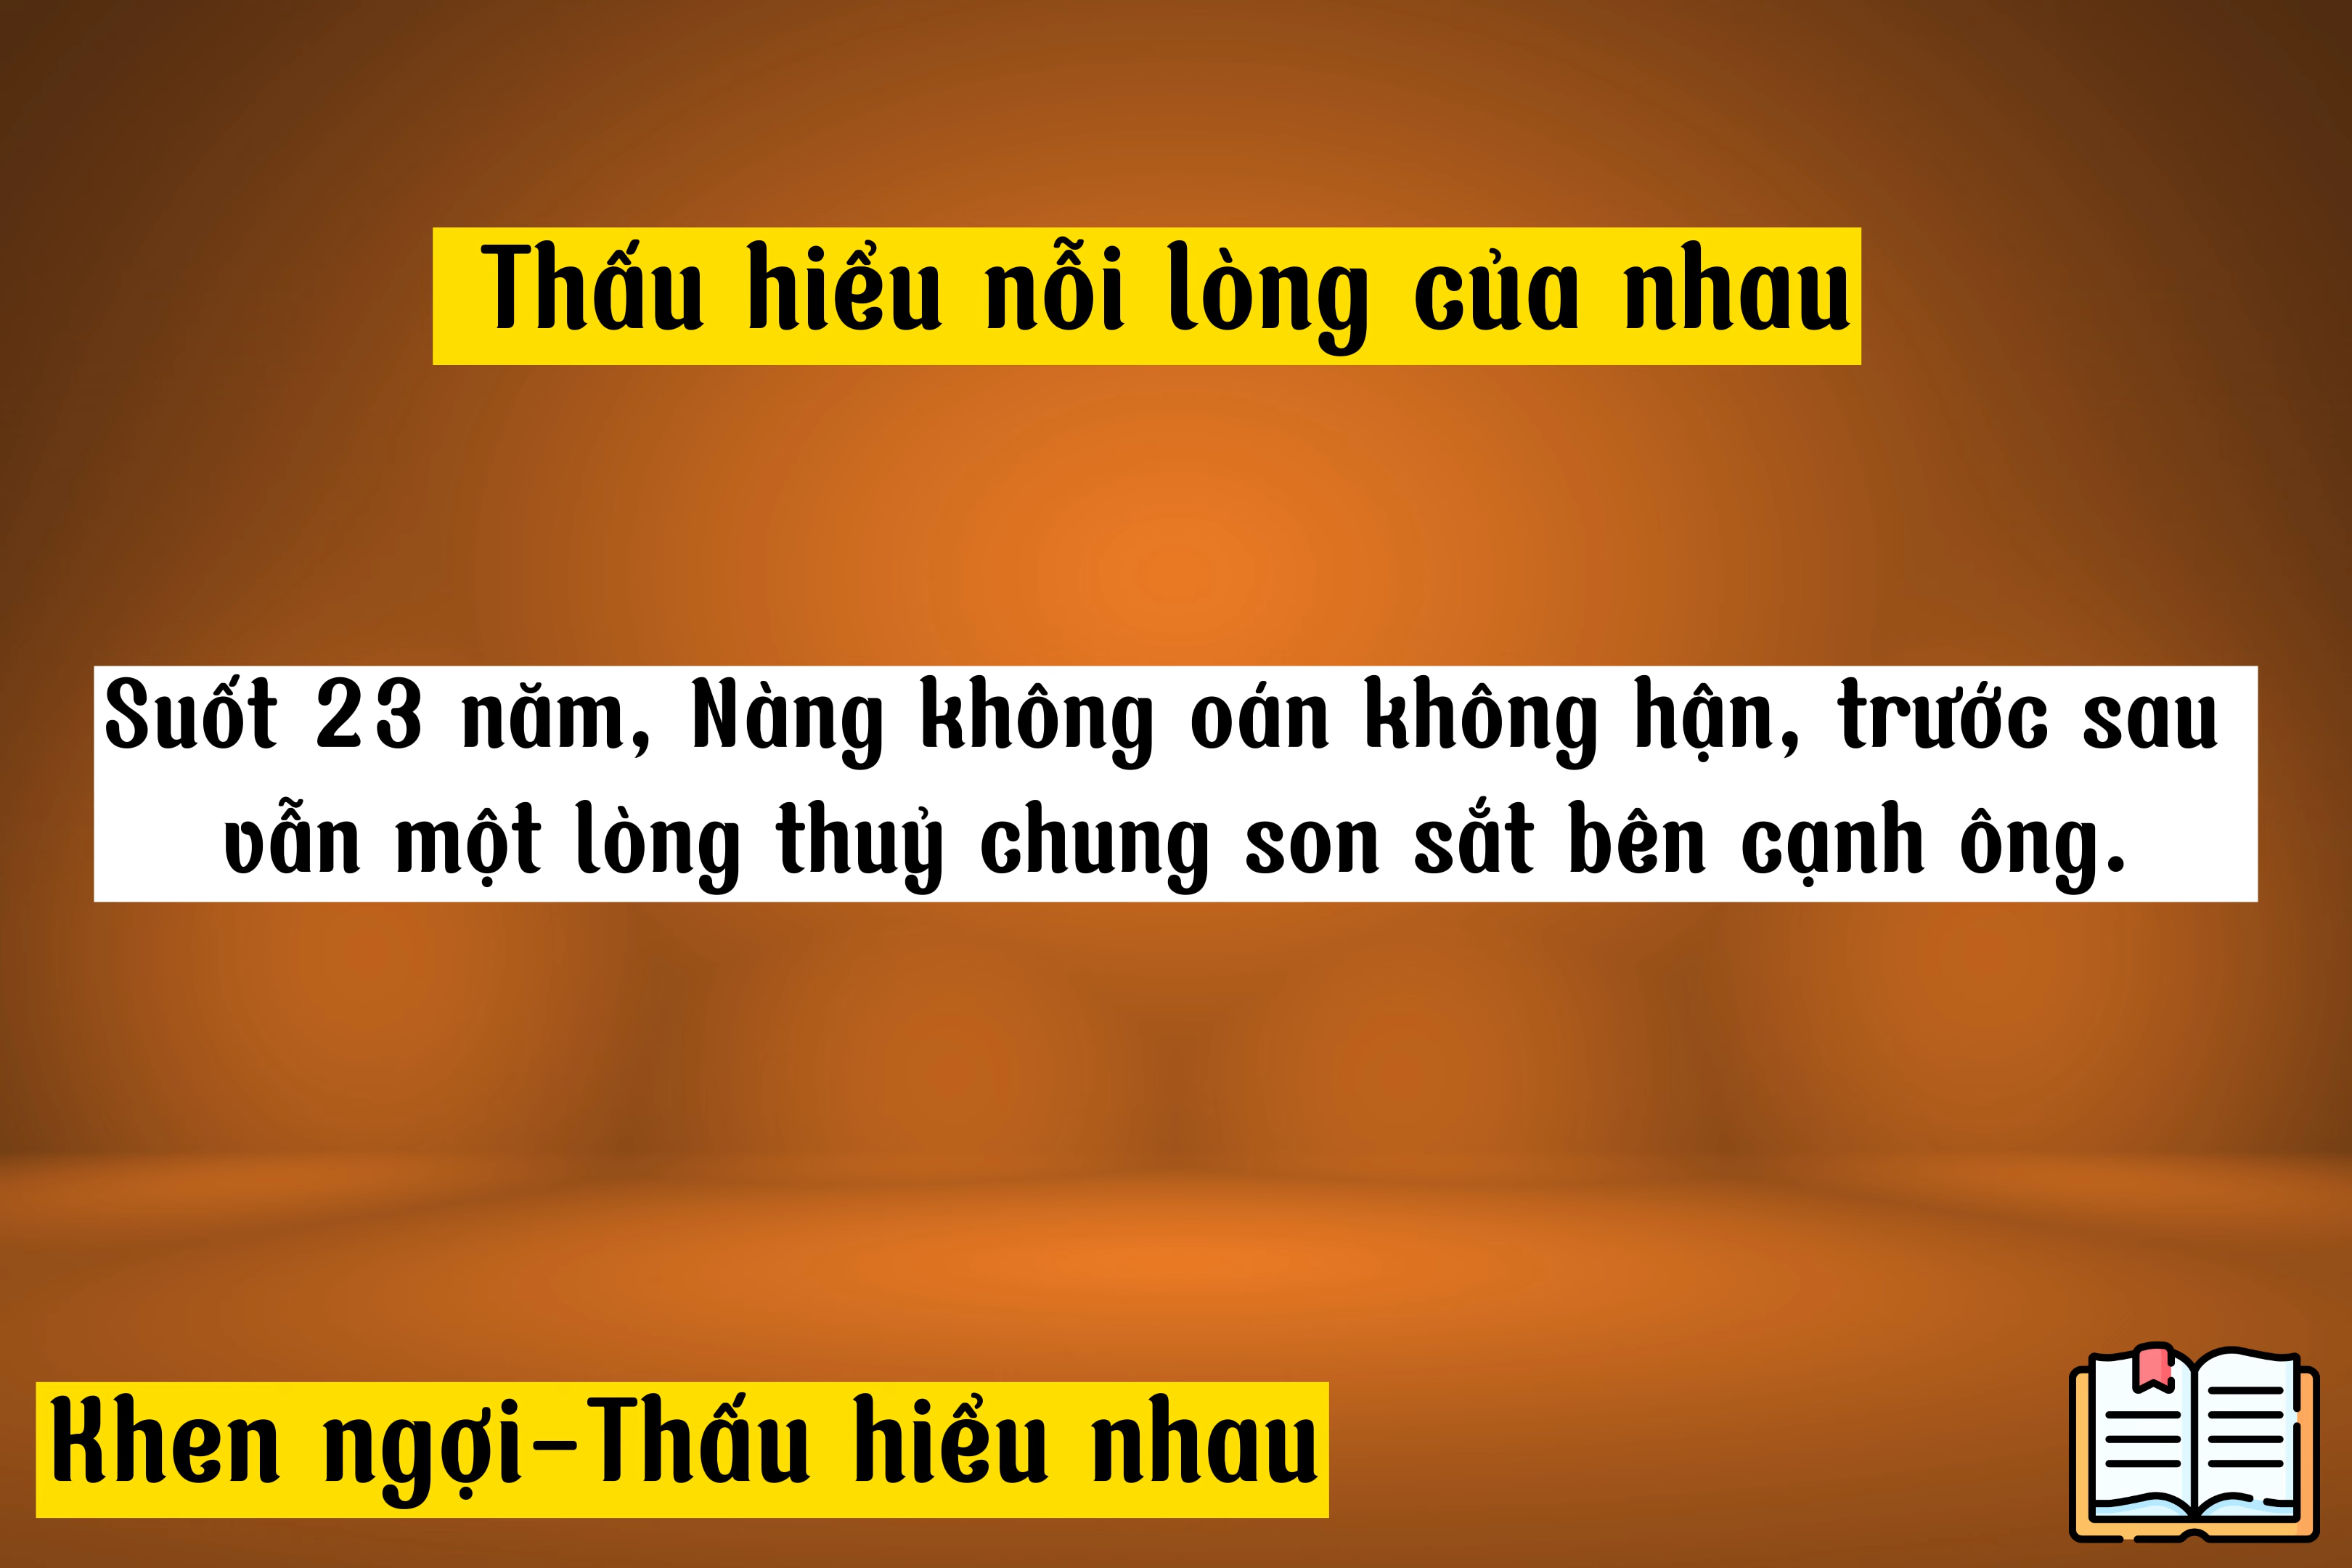 Thấu hiểu nỗi lòng của nhau
Suốt 23 năm, Nàng không oán không hận, trước sau
vẫn một lòng thuỷ chung son sắt bên cạnh ông.
Khen ngợi-Thấu hiểu nhau